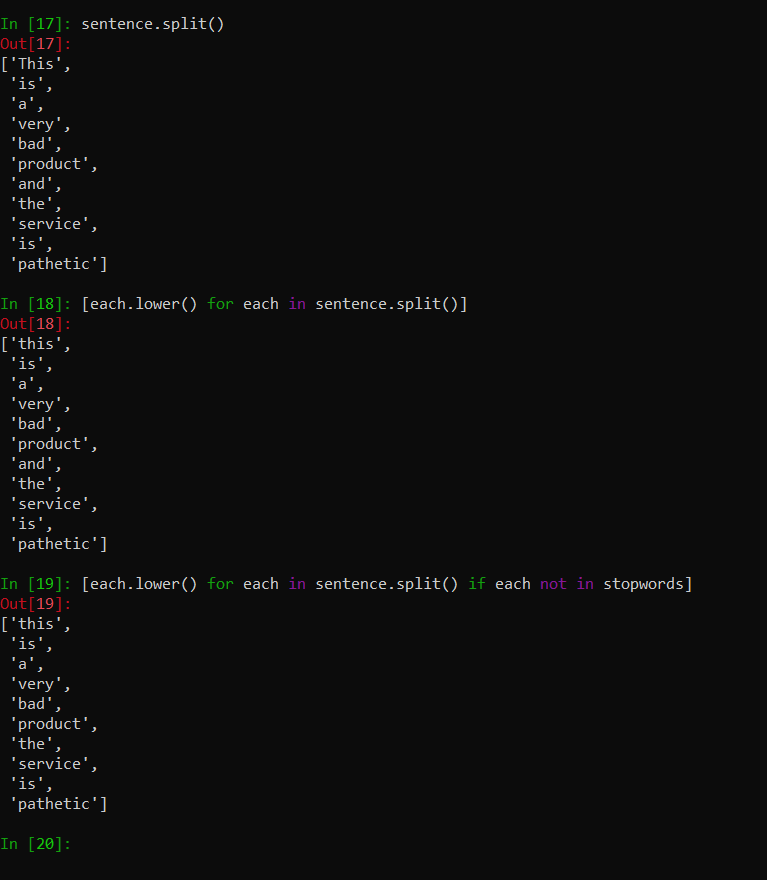 In [17]: sentence.split()
Out[17]:
['This',
 'is',
 'a',
 'very',
 'bad',
 'product',
 'and',
 'the',
 'service',
 'is',
 'pathetic']
In [18]: [each.lower() for each in sentence.split()]
Out[18]:
['this',
 'is',
 'a',
 'very',
 'bad',
 'product',
 'and',
 'the',
 'service',
 'is',
 'pathetic']
In [19]: [each.lower() for each in sentence.split() if each not in stopwords]
Out[19]:
['this',
 'is',
 'a',
 'very',
 'bad',
 'product',
 'the',
 'service',
 'is',
 'pathetic']
In [20]: